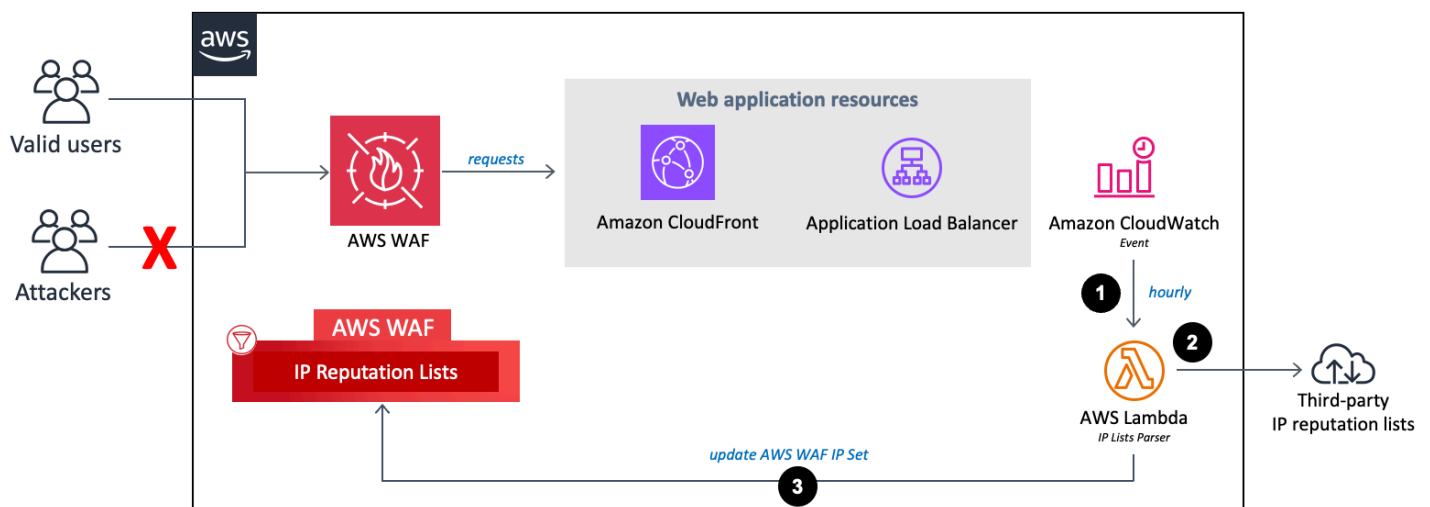 aws
Valid users
Attackers
X
AWS WAF
requests
Web application resources
Amazon CloudFront
Application Load Balancer
Amazon CloudWatch
Event
1
hourly
2
AWS Lambda
IP Lists Parser
Third-party
IP reputation lists
AWS WAF
IP Reputation Lists
update AWS WAF IP Set
3